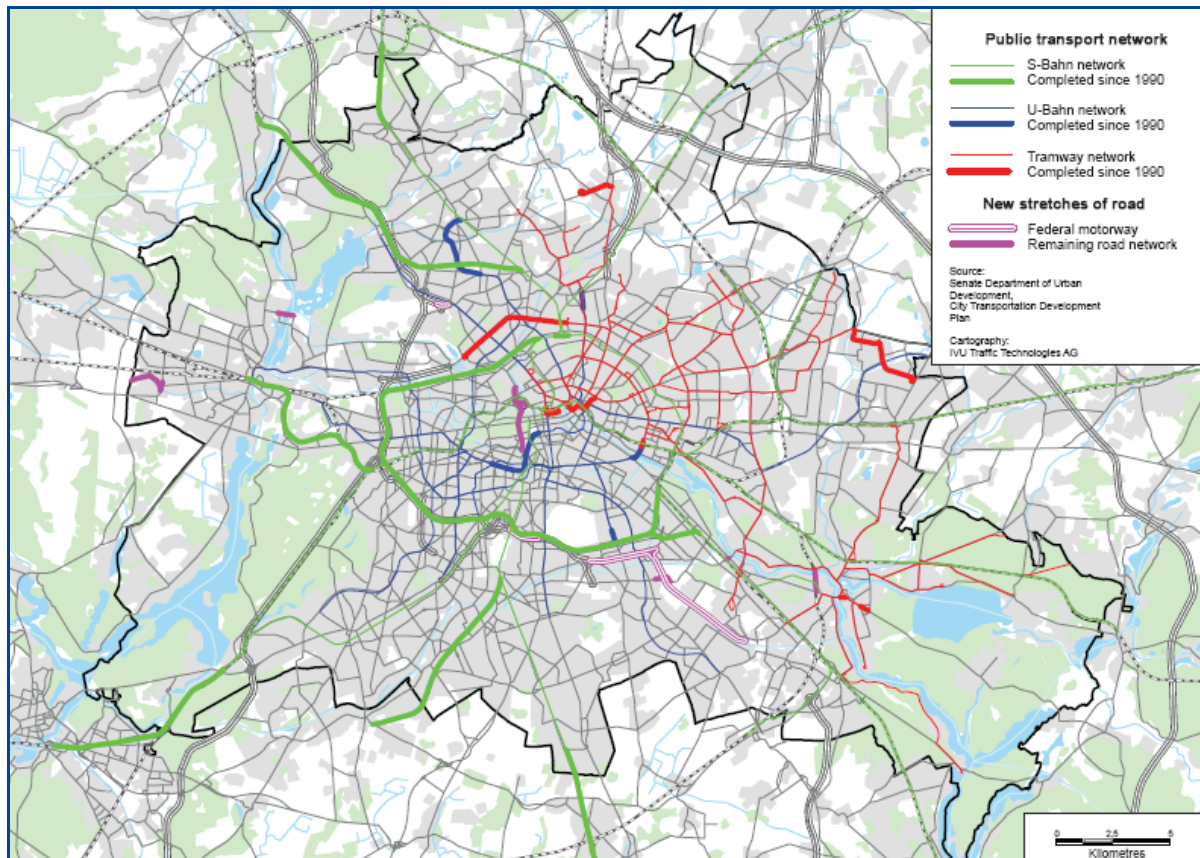 Public transport network
S-Bahn network
Completed since 1990
U-Bahn network
Completed since 1990
Tramway network
Completed since 1990
New stretches of road
Federal motorway
Remaining road network
Source:
Senate Department of Urban
Development,
City Transportation Development
Plan
Cartography:
IVU Traffic Technologies AG
0 2,5 5
Kilometres